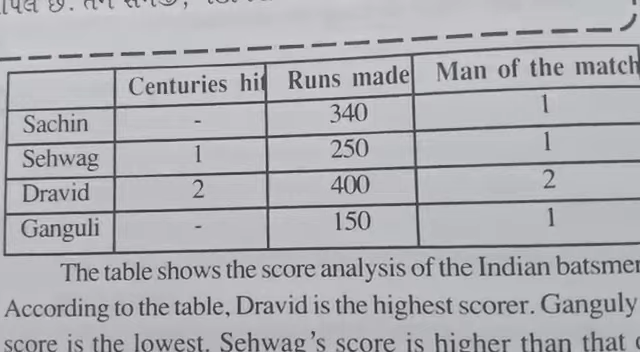 છે.
Centuries hit Runs made Man of the match
Sachin - 340 1
Sehwag 1 250 1
Dravid 2 400 2
Ganguli - 150 1
The table shows the score analysis of the Indian
According to the table, Dravid is the highest scorer. Ganguly
score is the lowest. Sehwag's score is higher than that